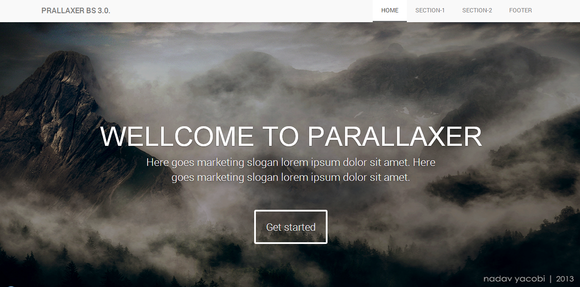 PRALLAXER BS 3.0.
HOME SECTION-1 SECTION-2 FOOTER
WELLCOME TO PARALLAXER
Here goes marketing slogan lorem ipsum dolor sit amet. Here
goes marketing slogan lorem ipsum dolor sit amet.
Get started
nadav yacobi | 2013